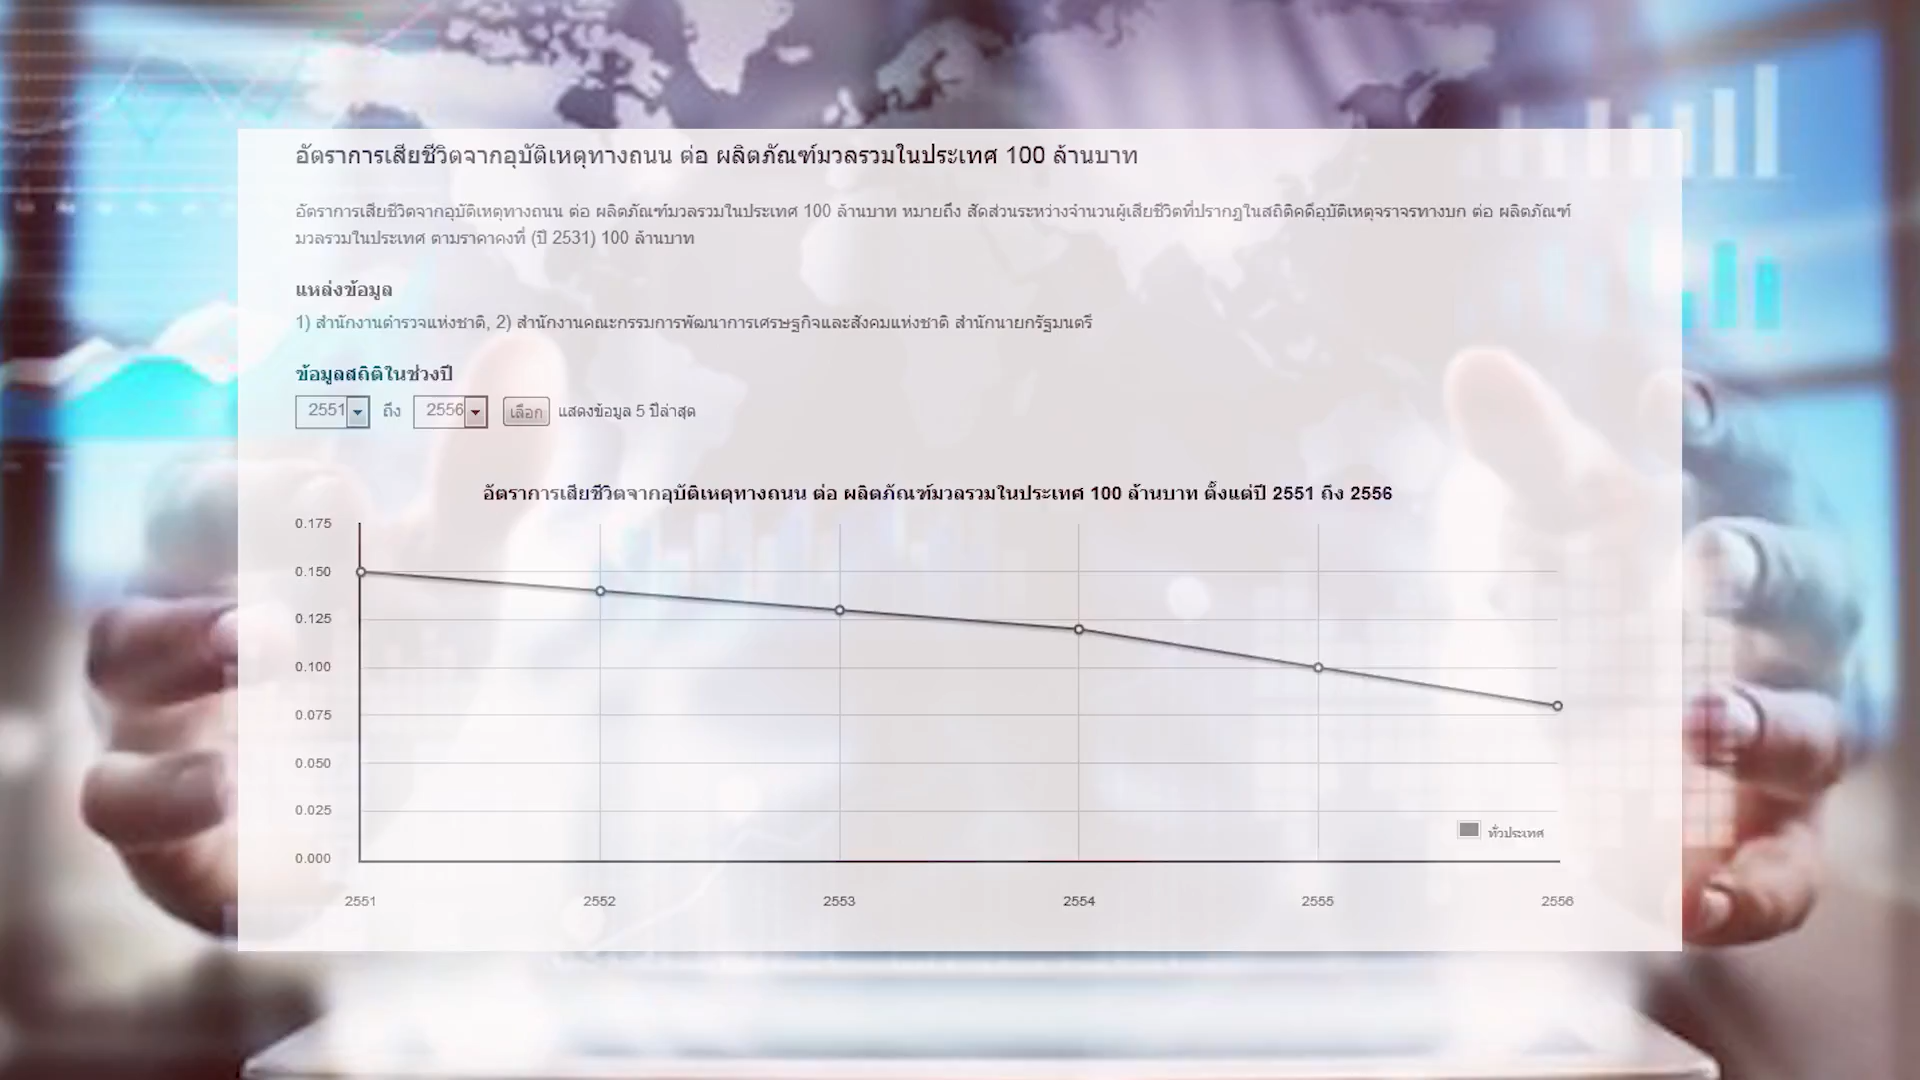 อัตราการเสียชีวิตจากอุบัติเหตุทางถนน ต่อ ผลิตภัณฑ์มวลรวมในประเทศ 100 ล้านบาท
อัตราการเสียชีวิตจากอุบัติเหตุทางถนน ต่อ ผลิตภัณฑ์มวลรวมในประเทศ 100 ล้านบาท หมายถึง สัดส่วนระหว่างจำนวนผู้เสียชีวิตที่ปรากฏในสถิติคดีอุบัติเหตุจราจรทางบก ต่อ ผลิตภัณฑ์
มวลรวมในประเทศ ตามราคาคงที่ (ปี 2531) 100 ล้านบาท
แหล่งข้อมูล
1) สำนักงานตำรวจแห่งชาติ, 2) สำนักงานคณะกรรมการพัฒนาการเศรษฐกิจและสังคมแห่งชาติ สำนักนายกรัฐมนตรี
ข้อมูลสถิติในช่วงปี
2551 ถึง 2556 เลือก แสดงข้อมูล 5 ปีล่าสุด
อัตราการเสียชีวิตจากอุบัติเหตุทางถนน ต่อ ผลิตภัณฑ์มวลรวมในประเทศ 100 ล้านบาท ตั้งแต่ปี 2551 ถึง 2556
0.175
0.150
0.125
0.100
0.075
0.050
0.025
0.000
ทั่วประเทศ
2551 2552 2553 2554 2555 2556